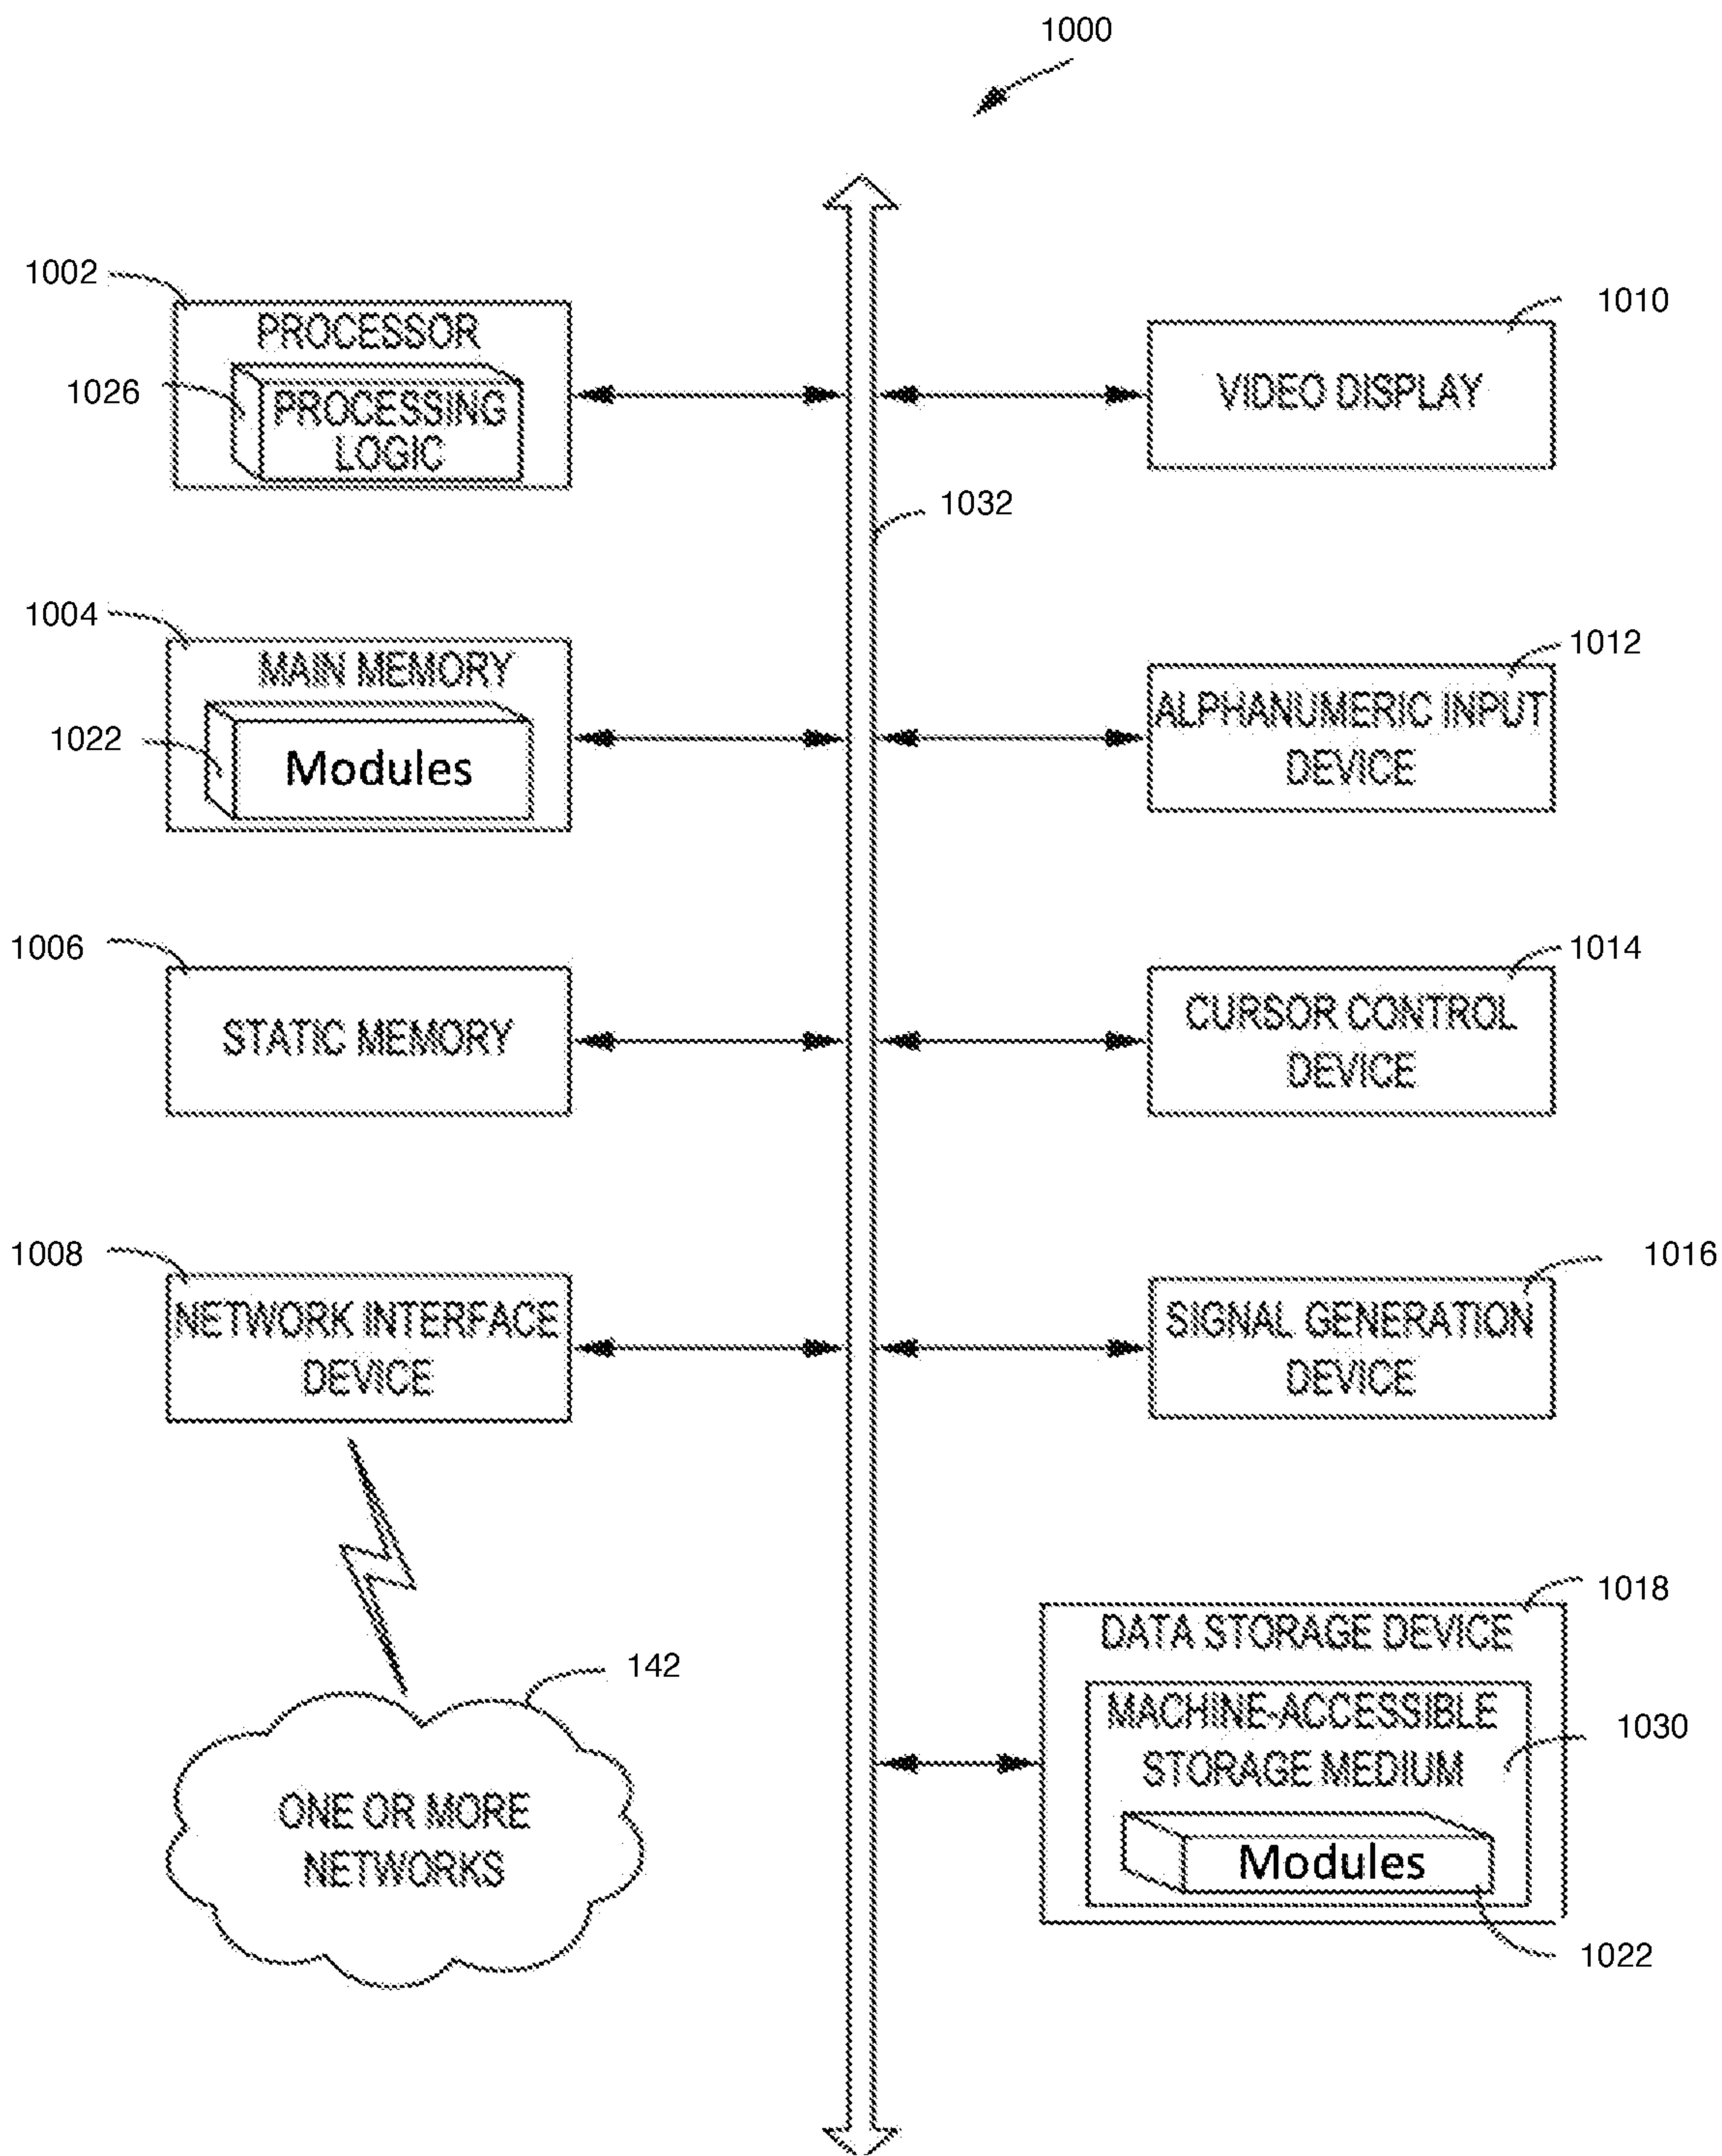 1000
1002
PROCESSOR
1026
PROCESSING
LOGIC
1010
VIDEO DISPLAY
1032
1004
MAIN MEMORY
1022
Modules
1012
ALPHANUMERIC INPUT
DEVICE
1006
STATIC MEMORY
1014
CURSOR CONTROL
DEVICE
1008
NETWORK INTERFACE
DEVICE
1016
SIGNAL GENERATION
DEVICE
142
ONE OR MORE
NETWORKS
1018
DATA STORAGE DEVICE
MACHINE-ACCESSIBLE
STORAGE MEDIUM
1030
Modules
1022